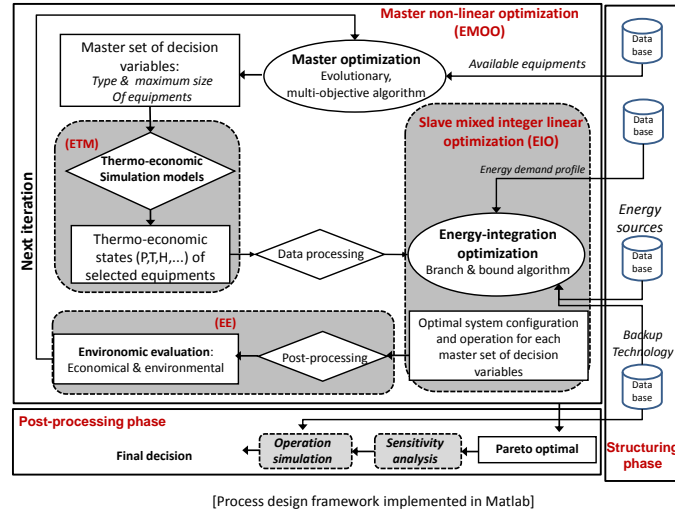 Master non-linear optimization
(EMOO)
Data
base
Master set of decision
variables:
Type & maximum size
Of equipments
Master optimization
Evolutionary,
multi-objective algorithm
Available equipments
(ETM)
Thermo-economic
Simulation models
Slave mixed integer linear
optimization (EIO)
Data
base
Energy demand profile
Next iteration
Thermo-economic
states (P,T,H,...) of
selected equipments
Data processing
Energy-integration
optimization
Branch & bound algorithm
Energy
sources
Data
base
(EE)
Environomic evaluation:
Economical & environmental
Post-processing
Optimal system configuration
and operation for each
master set of decision
variables
Backup
Technology
Data
base
Post-processing phase
Final decision
Operation
simulation
Sensitivity
analysis
Pareto optimal
Structuring
phase
[Process design framework implemented in Matlab]